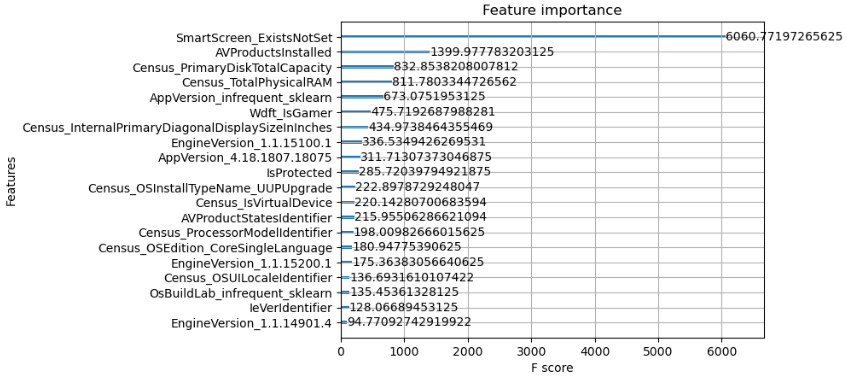 Feature importance
SmartScreen_ExistsNotSet 6060.77197265625
AVProductsInstalled 1399.977783203125
Census_PrimaryDiskTotalCapacity 832.8538208007812
Census_TotalPhysicalRAM 811.7803344726562
AppVersion_infrequent_sklearn 673.0751953125
Wdft_IsGamer 475.7192687988281
Census_InternalPrimaryDiagonalDisplaySizeInInches 434.9738464355469
EngineVersion_1.1.15100.1 336.5349426269531
AppVersion_4.18.1807.18075 311.71307373046875
IsProtected 285.72039794921875
Census_OSInstallTypeName_UUPUpgrade 222.8978729248047
Census_IsVirtualDevice 220.142807006835​94
AVProductStatesIdentifier 215.95506286621094
Census_ProcessorModelIdentifier 198.00982666015625
Census_OSEdition_CoreSingleLanguage 180.94775390625
EngineVersion_1.1.15200.1 175.36383056640625
Census_OSUILocaleIdentifier 136.6931610107422
OsBuildLab_infrequent_sklearn 135.45361328125
IeVerIdentifier 128.06689453125
EngineVersion_1.1.14901.4 94.77092742919922
0 1000 2000 3000 4000 5000 6000
F score
Features